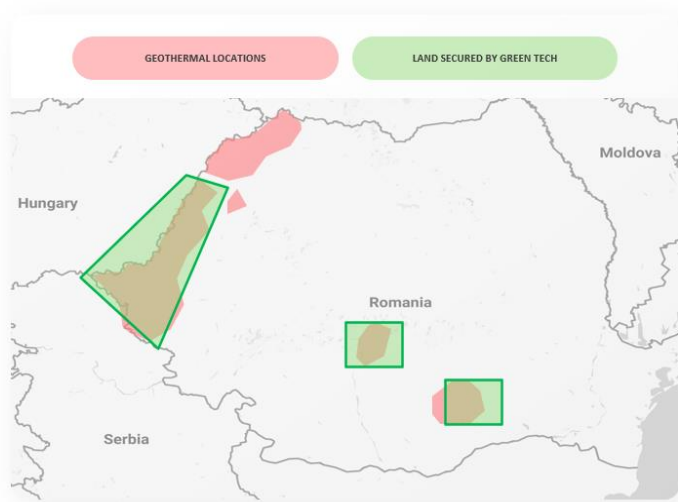 GEOTHERMAL LOCATIONS
LAND SECURED BY GREEN TECH
Moldova
Hungary
Romania
Serbia